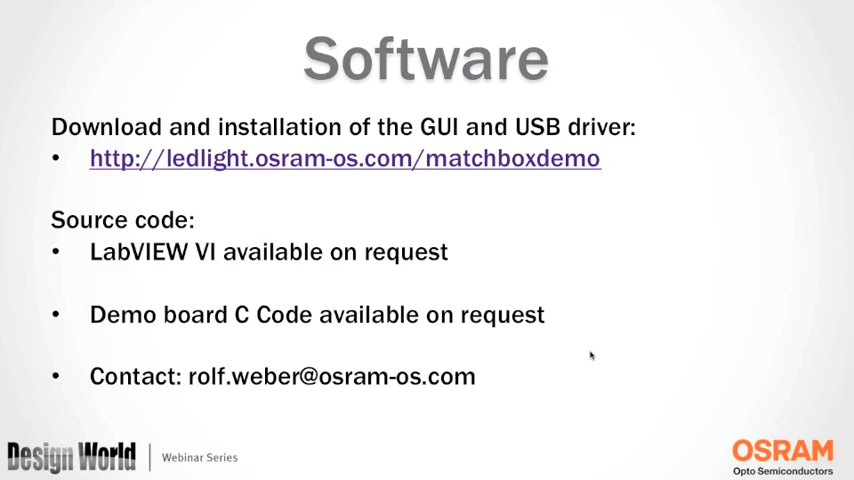 Software
Download and installation of the GUI and USB driver:
• http://ledlight.osram-os.com/matchboxdemo
Source code:
• LabVIEW VI available on request
• Demo board C Code available on request
• Contact: rolf.weber@osram-os.com
Design World | Webinar Series
OSRAM
Opto Semiconductors